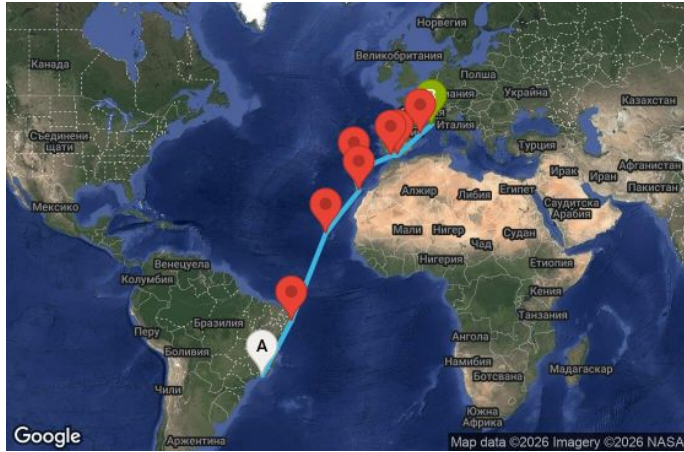 Норвегия
Канада
Великобритания
Полша
Украйна
Казахстан
Италия
Съединени
щати
Турция
Афганистан
Ирак
Иран
Пакистан
Алжир
Либия
Египет
Саудитска
Арабия
Мексико
Мали
Нигер
Чад
Судан
Венецуела
Нигерия
Етиопия
Колумбия
Кения
Бразилия
Танзания
Перу
A
Боливия
Ангола
Намибия
Ботсвана
Мадагаскар
Чили
Южна
Африка
Аржентина
Google
Map data ©2026 Imagery ©2026 NASA